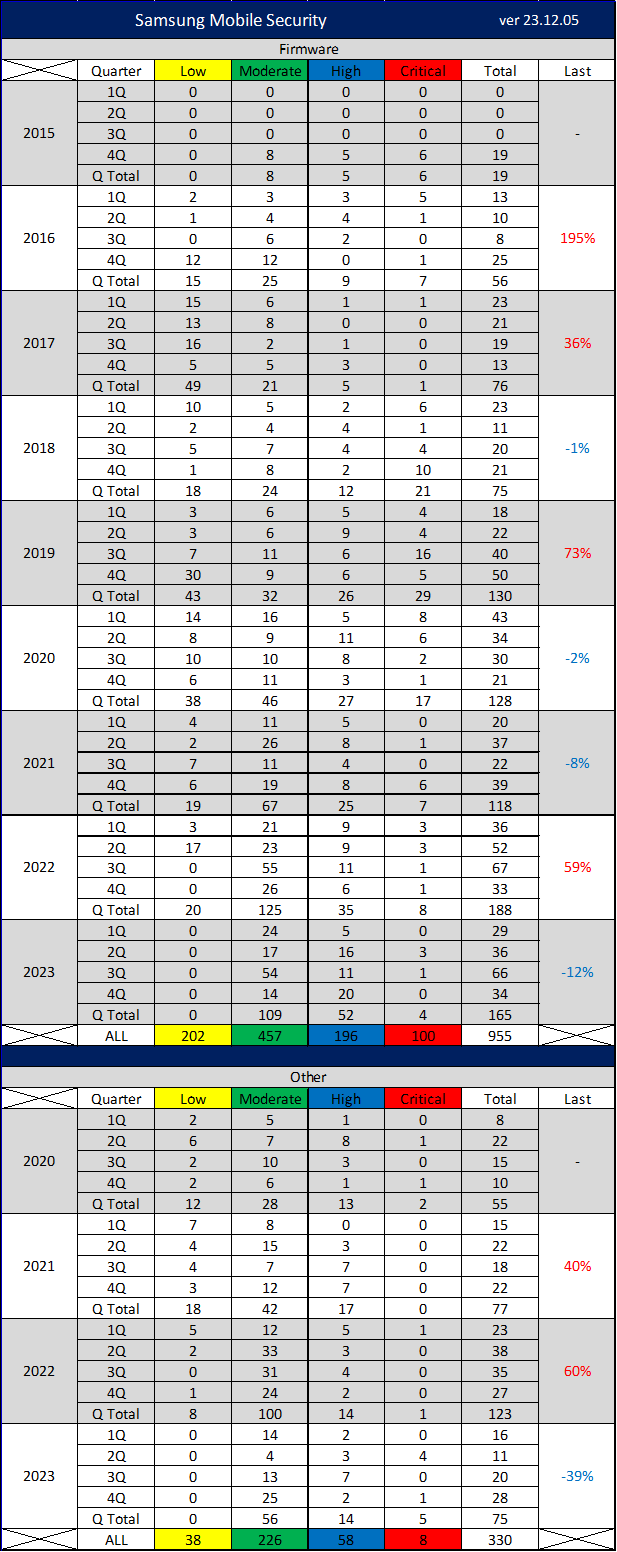 Samsung Mobile Security ver 23.12.05
Firmware
Quarter Low Moderate High Critical Total Last
1Q 0 0 0 0 0
2Q 0 0 0 0 0
2015 3Q 0 0 0 0 0 -
4Q 0 8 5 6 19
Q Total 0 8 5 6 19
1Q 2 3 3 5 13
2Q 1 4 4 1 10
2016 3Q 0 6 2 0 8 195%
4Q 12 12 0 1 25
Q Total 15 25 9 7 56
1Q 15 6 1 1 23
2Q 13 8 0 0 21
2017 3Q 16 2 1 0 19 36%
4Q 5 5 3 0 13
Q Total 49 21 5 1 76
1Q 10 5 2 6 23
2Q 2 4 4 1 11
2018 3Q 5 7 4 4 20 -1%
4Q 1 8 2 10 21
Q Total 18 24 12 21 75
1Q 3 6 5 4 18
2Q 3 6 9 4 22
2019 3Q 7 11 6 16 40 73%
4Q 30 9 6 5 50
Q Total 43 32 26 29 130
1Q 14 16 5 8 43
2Q 8 9 11 6 34
2020 3Q 10 10 8 2 30 -2%
4Q 6 11 3 1 21
Q Total 38 46 27 17 128
1Q 4 11 5 0 20
2Q 2 26 8 1 37
2021 3Q 7 11 4 0 22 -8%
4Q 6 19 8 6 39
Q Total 19 67 25 7 118
1Q 3 21 9 3 36
2Q 17 23 9 3 52
2022 3Q 0 55 11 1 67 59%
4Q 0 26 6 1 33
Q Total 20 125 35 8 188
1Q 0 24 5 0 29
2Q 0 17 16 3 36
2023 3Q 0 54 11 1 66 -12%
4Q 0 14 20 0 34
Q Total 0 109 52 4 165
ALL 202 457 196 100 955
Other
Quarter Low Moderate High Critical Total Last
1Q 2 5 1 0 8
2Q 6 7 8 1 22
2020 3Q 2 10 3 0 15 -
4Q 2 6 1 1 10
Q Total 12 28 13 2 55
1Q 7 8 0 0 15
2Q 4 15 3 0 22
2021 3Q 4 7 7 0 18 40%
4Q 3 12 7 0 22
Q Total 18 42 17 0 77
1Q 5 12 5 1 23
2Q 2 33 3 0 38
2022 3Q 0 31 4 0 35 60%
4Q 1 24 2 0 27
Q Total 8 100 14 1 123
1Q 0 14 2 0 16
2Q 0 4 3 4 11
2023 3Q 0 13 7 0 20 -39%
4Q 0 25 2 1 28
Q Total 0 56 14 5 75
ALL 38 226 58 8 330